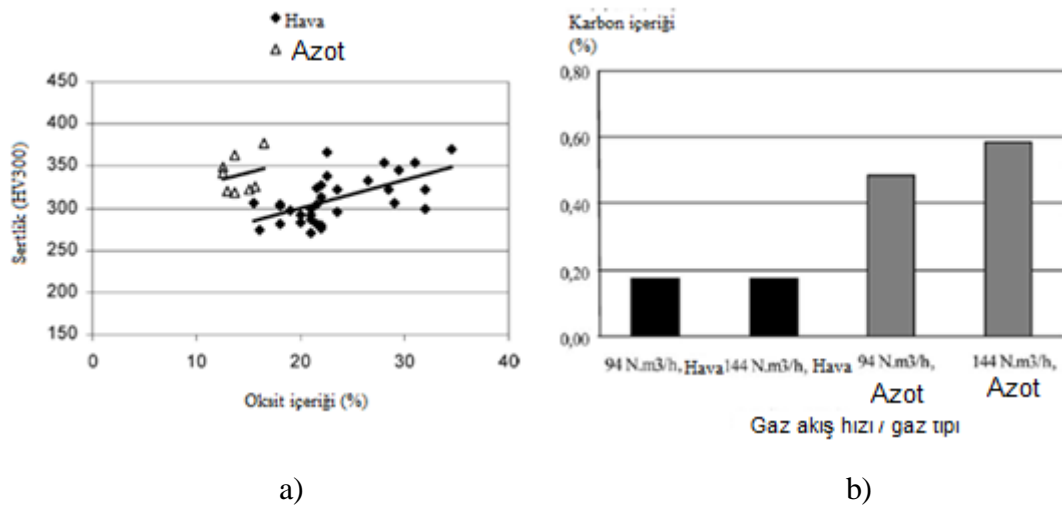 Hava
Azot
Sertlik (HV300)
450
400
350
300
250
200
150
0
10
20
30
40
Oksit içeriği (%)
a)
Karbon içeriği
(%)
0,80
0,60
0,40
0,20
0,00
94 N.m3/h, Hava
144 N.m3/h, Hava
94 N.m3/h,
Azot
144 N.m3/h,
Azot
Gaz akış hızı / gaz tıpı
b)